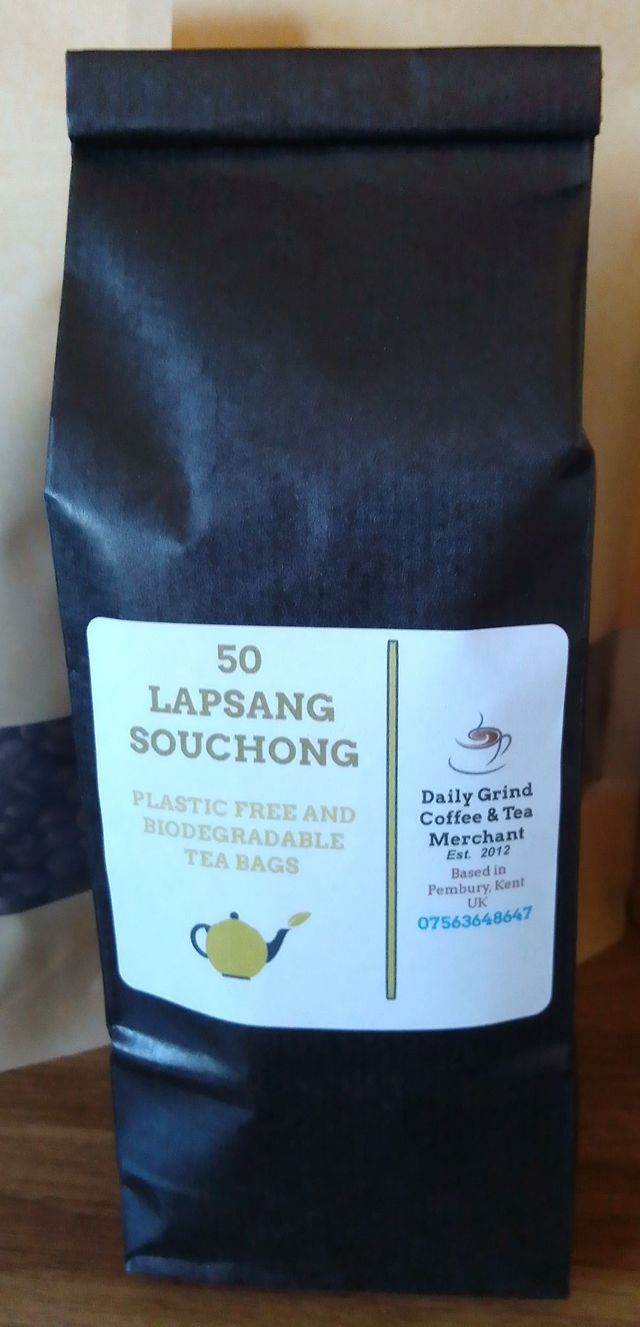 50
LAPSANG
SOUCHONG
PLASTIC FREE AND
BIODEGRADABLE
TEA BAGS
Daily Grind
Coffee & Tea
Merchant
Est. 2012
Based in
Pembury, Kent
UK
07563648647